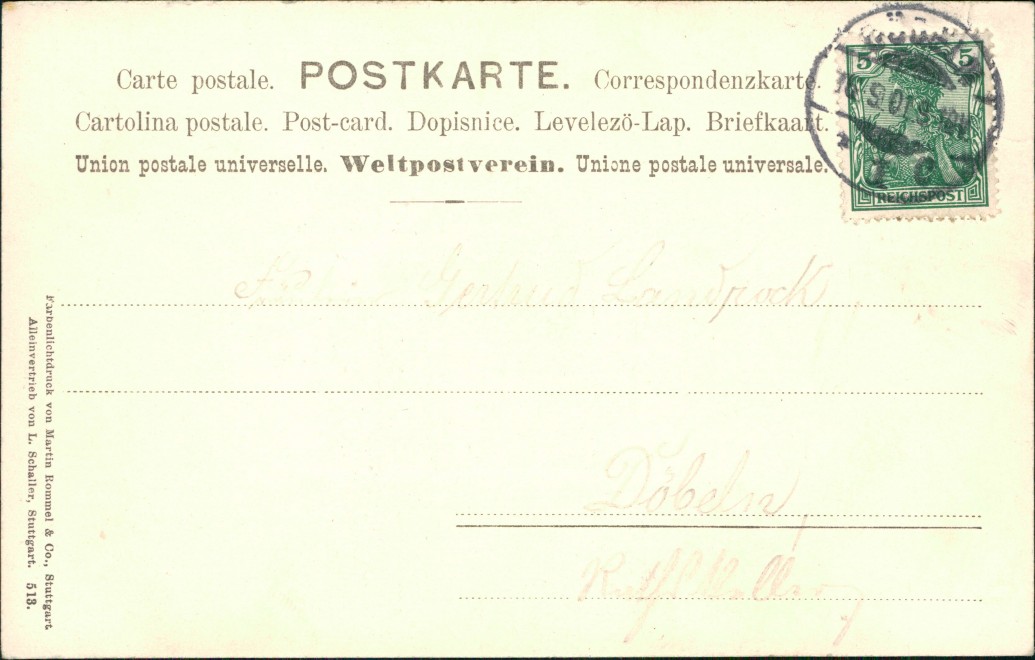 Carte postale. POSTKARTE. Correspondenzkarte.
Cartolina postale. Post-card. Dopisnice. Levelezö-Lap. Briefkaart.
Union postale universelle. Weltpostverein. Unione postale universale.
5 5
REICHSPOST
Gertrud Landrock
Döbeln,
Farbenlichtdruck von Martin Rommel & Co., Stuttgart
Alleinvertrieb von L. Schaller, Stuttgart. 513.